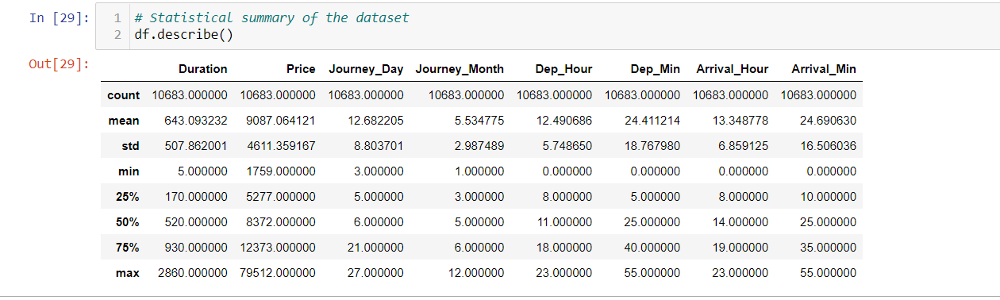 In [29]: 1 # Statistical summary of the dataset
2 df.describe()
Out[29]:
Duration Price Journey_Day Journey_Month Dep_Hour Dep_Min Arrival_Hour Arrival_Min
count 10683.000000 10683.000000 10683.000000 10683.000000 10683.000000 10683.000000 10683.000000 10683.000000
mean 643.093232 9087.064121 12.682205 5.534775 12.490686 24.411214 13.348778 24.690630
std 507.862001 4611.359167 8.803701 2.987489 5.748650 18.767980 6.859125 16.506036
min 5.000000 1759.000000 3.000000 1.000000 0.000000 0.000000 0.000000 0.000000
25% 170.000000 5277.000000 5.000000 3.000000 8.000000 5.000000 8.000000 10.000000
50% 520.000000 8372.000000 6.000000 5.000000 11.000000 25.000000 14.000000 25.000000
75% 930.000000 12373.000000 21.000000 6.000000 18.000000 40.000000 19.000000 35.000000
max 2860.000000 79512.000000 27.000000 12.000000 23.000000 55.000000 23.000000 55.000000